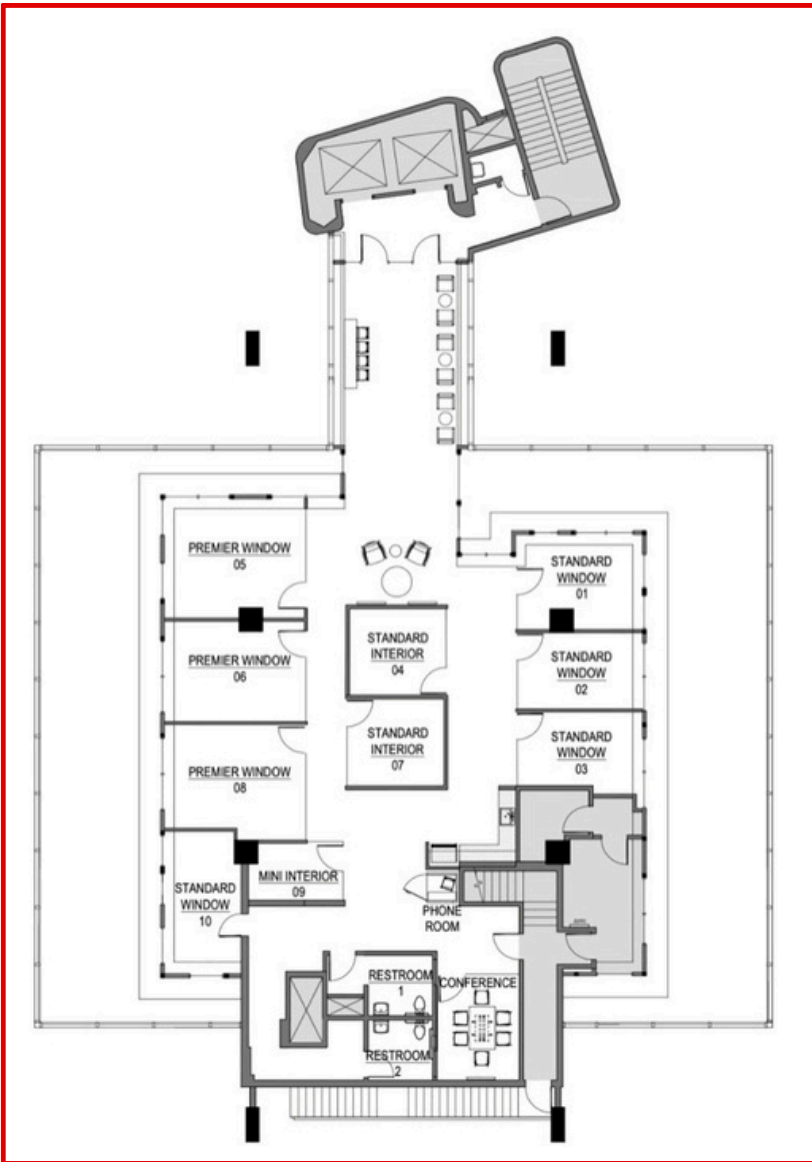 PREMIER WINDOW
05
STANDARD
WINDOW
01
STANDARD
INTERIOR
04
PREMIER WINDOW
06
STANDARD
WINDOW
02
STANDARD
INTERIOR
07
STANDARD
WINDOW
03
PREMIER WINDOW
08
MINI INTERIOR
09
STANDARD
WINDOW
10
PHONE
ROOM
RESTROOM
1
CONFERENCE
RESTROOM
2